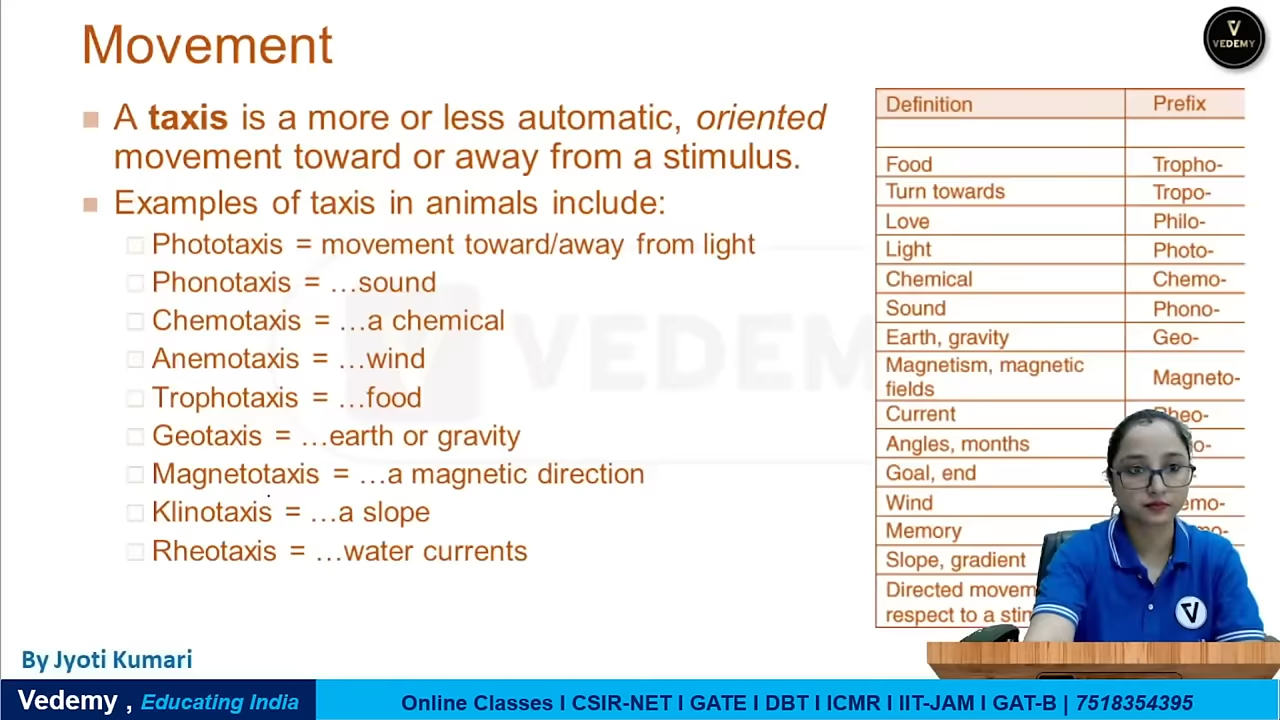 Movement
VEDEMY
A taxis is a more or less automatic, oriented
movement toward or away from a stimulus.
Examples of taxis in animals include:
Phototaxis = movement toward/away from light
Phonotaxis = …sound
Chemotaxis = …a chemical
Anemotaxis = …wind
Trophotaxis = …food
Geotaxis = …earth or gravity
Magnetotaxis = …a magnetic direction
Klinotaxis = …a slope
Rheotaxis = …water currents
VEDEM
Definition Prefix
Food Tropho-
Turn towards Tropo-
Love Philo-
Light Photo-
Chemical Chemo-
Sound Phono-
Earth, gravity Geo-
Magnetism, magnetic
fields Magneto-
Current
Angles, months
Goal, end
Wind
Memory
Slope, gradient
Directed
respect to a
By Jyoti Kumari
Vedemy , Educating India
Online Classes I CSIR-NET I GATE I DBT I ICMR I IIT-JAM I GAT-B | 7518354395